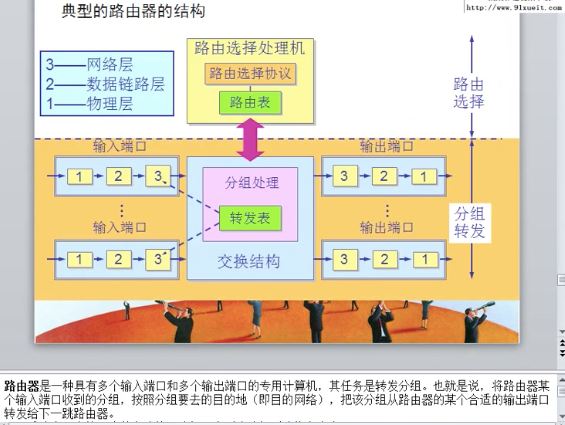 典型的路由器的结构
http://www.91xueit.com
3——网络层
2——数据链路层
1——物理层
路由选择处理机
路由选择协议
路由表
路由
选择
输入端口
输出端口
1 2 3
3 2 1
分组处理
转发表
交换结构
⋮
⋮
输入端口
输出端口
1 2 3
3 2 1
分组
转发
路由器是一种具有多个输入端口和多个输出端口的专用计算机，其任务是转发分组。也就是说，将路由器某
个输入端口收到的分组，按照分组要去的目的地（即目的网络），把该分组从路由器的某个合适的输出端口
转发给下一跳路由器。